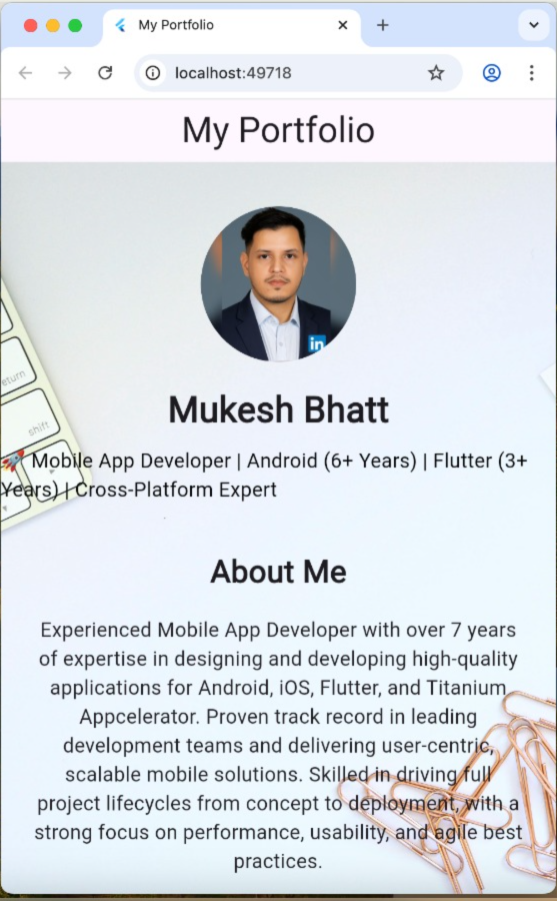 My Portfolio
localhost:49718
My Portfolio
in
Mukesh Bhatt
🚀 Mobile App Developer | Android (6+ Years) | Flutter (3+
Years) | Cross-Platform Expert
return
shift
About Me
Experienced Mobile App Developer with over 7 years
of expertise in designing and developing high-quality
applications for Android, iOS, Flutter, and Titanium
Appcelerator. Proven track record in leading
development teams and delivering user-centric,
scalable mobile solutions. Skilled in driving full
project lifecycles from concept to deployment, with a
strong focus on performance, usability, and agile best
practices.